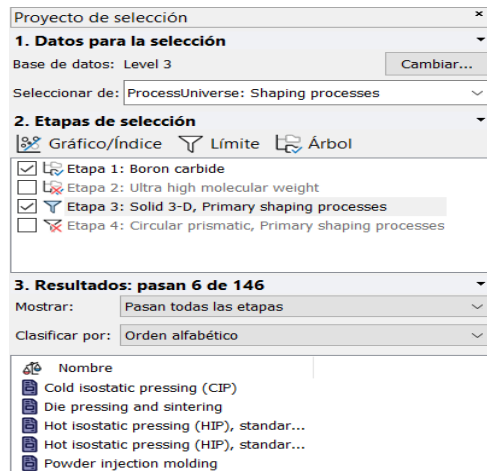 Proyecto de selección ×
1. Datos para la selección
Base de datos: Level 3 Cambiar...
Seleccionar de: ProcessUniverse: Shaping processes
2. Etapas de selección
Gráfico/Índice Límite Árbol
Etapa 1: Boron carbide
Etapa 2: Ultra high molecular weight
Etapa 3: Solid 3-D, Primary shaping processes
Etapa 4: Circular prismatic, Primary shaping processes
3. Resultados: pasan 6 de 146
Mostrar: Pasan todas las etapas
Clasificar por: Orden alfabético
Nombre
Cold isostatic pressing (CIP)
Die pressing and sintering
Hot isostatic pressing (HIP), standar...
Hot isostatic pressing (HIP), standar...
Powder injection molding